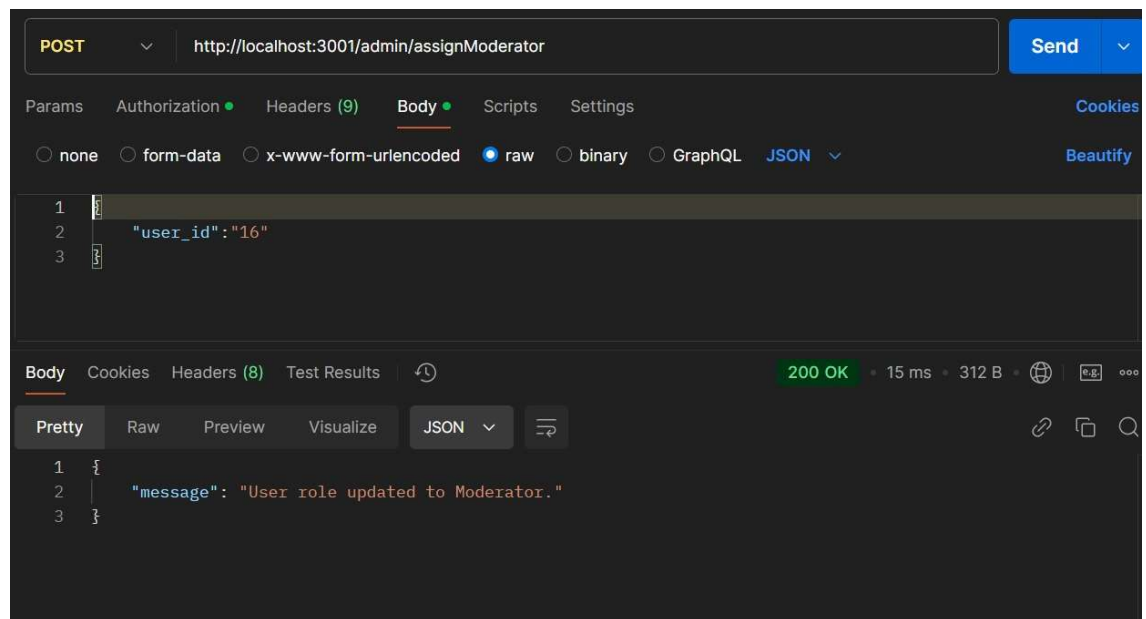 POST http://localhost:3001/admin/assignModerator Send
Params Authorization Headers (9) Body Scripts Settings Cookies
none form-data x-www-form-urlencoded raw binary GraphQL JSON Beautify
1 {
2 "user_id":"16"
3 }
Body Cookies Headers (8) Test Results 200 OK 15 ms 312 B e.g.
Pretty Raw Preview Visualize JSON
1 {
2 "message": "User role updated to Moderator."
3 }